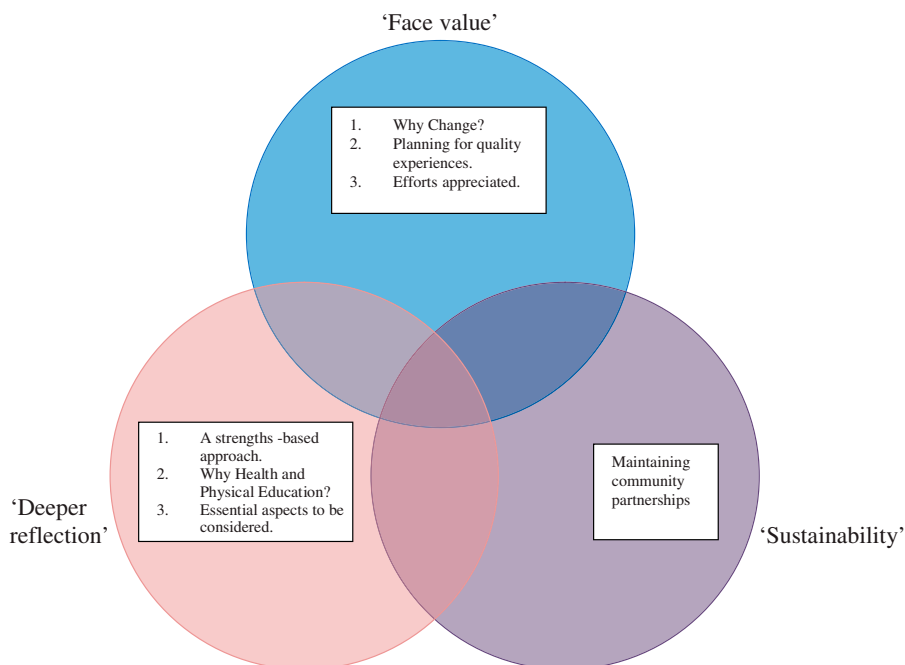 ‘Face value’
1. Why Change?
2. Planning for quality
experiences.
3. Efforts appreciated.
1. A strengths -based
approach.
2. Why Health and
Physical Education?
3. Essential aspects to be
considered.
Maintaining
community
partnerships
‘Deeper
reflection’
‘Sustainability’